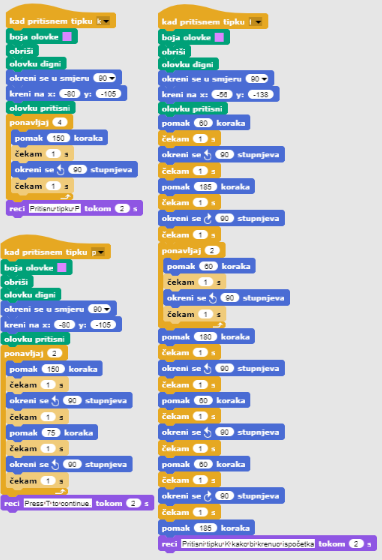 kad pritisnem tipku k
boja olovke
obriši
olovku digni
okreni se u smjeru 90
kreni na x: -80 y: -105
olovku pritisni
ponavljaj 4
pomak 150 koraka
čekam 1 s
okreni se 90 stupnjeva
čekam 1 s
reci Pritisni tipku P tokom 2 s
kad pritisnem tipku p
boja olovke
obriši
olovku digni
okreni se u smjeru 90
kreni na x: -80 y: -105
olovku pritisni
ponavljaj 2
pomak 150 koraka
čekam 1 s
okreni se 90 stupnjeva
čekam 1 s
pomak 75 koraka
čekam 1 s
okreni se 90 stupnjeva
čekam 1 s
reci Press T to continue tokom 2 s
kad pritisnem tipku t
boja olovke
obriši
olovku digni
okreni se u smjeru 90
kreni na x: -56 y: -138
olovku pritisni
pomak 60 koraka
čekam 1 s
okreni se 90 stupnjeva
čekam 1 s
pomak 185 koraka
čekam 1 s
okreni se 90 stupnjeva
čekam 1 s
ponavljaj 2
pomak 60 koraka
čekam 1 s
okreni se 90 stupnjeva
čekam 1 s
pomak 180 koraka
čekam 1 s
okreni se 90 stupnjeva
čekam 1 s
pomak 60 koraka
čekam 1 s
okreni se 90 stupnjeva
čekam 1 s
pomak 60 koraka
čekam 1 s
okreni se 90 stupnjeva
čekam 1 s
pomak 185 koraka
reci Pritisni tipku K kako bi krenuo ispočetka tokom 2 s